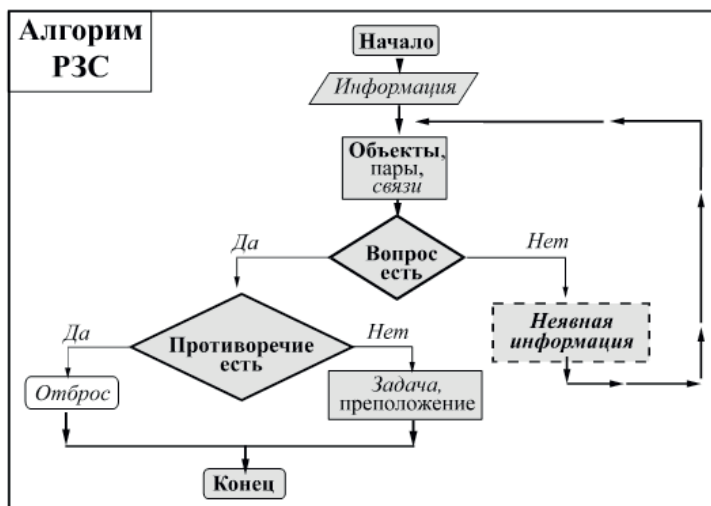 Алгорим
РЗС
Начало
Информация
Объекты,
пары,
связи
Да
Вопрос
есть
Нет
Да
Противоречие
есть
Нет
Неявная
информация
Отброс
Задача,
преположение
Конец